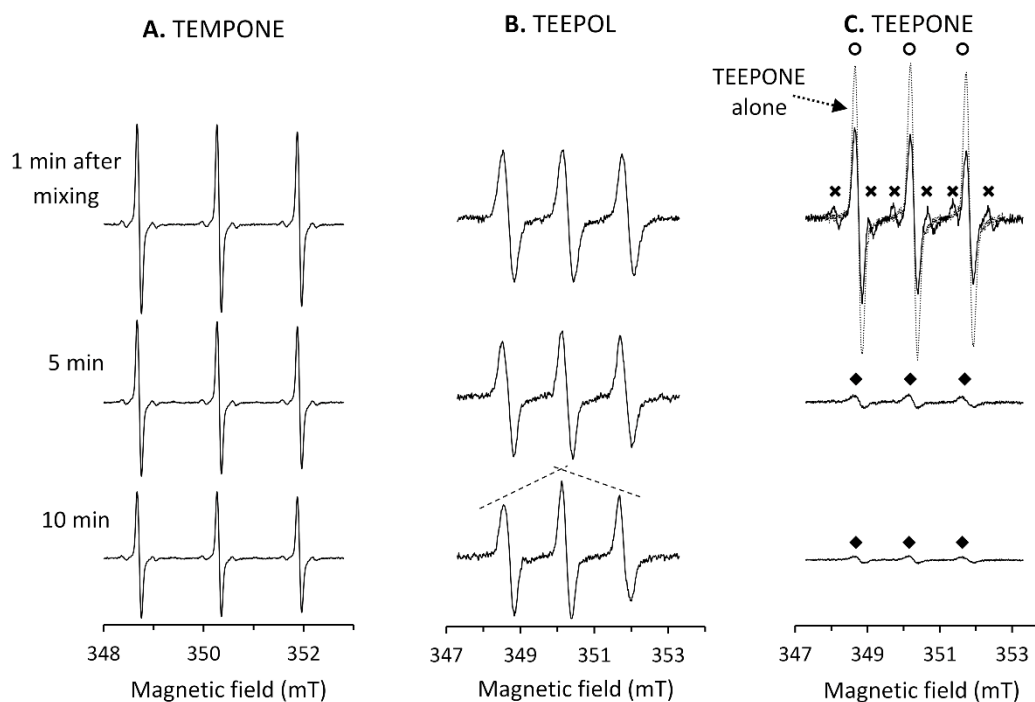 A. TEMPONE
B. TEEPOL
C. TEEPONE
TEEPONE
alone
1 min after
mixing
5 min
10 min
348 350 352
347 349 351 353
347 349 351 353
Magnetic field (mT)
Magnetic field (mT)
Magnetic field (mT)